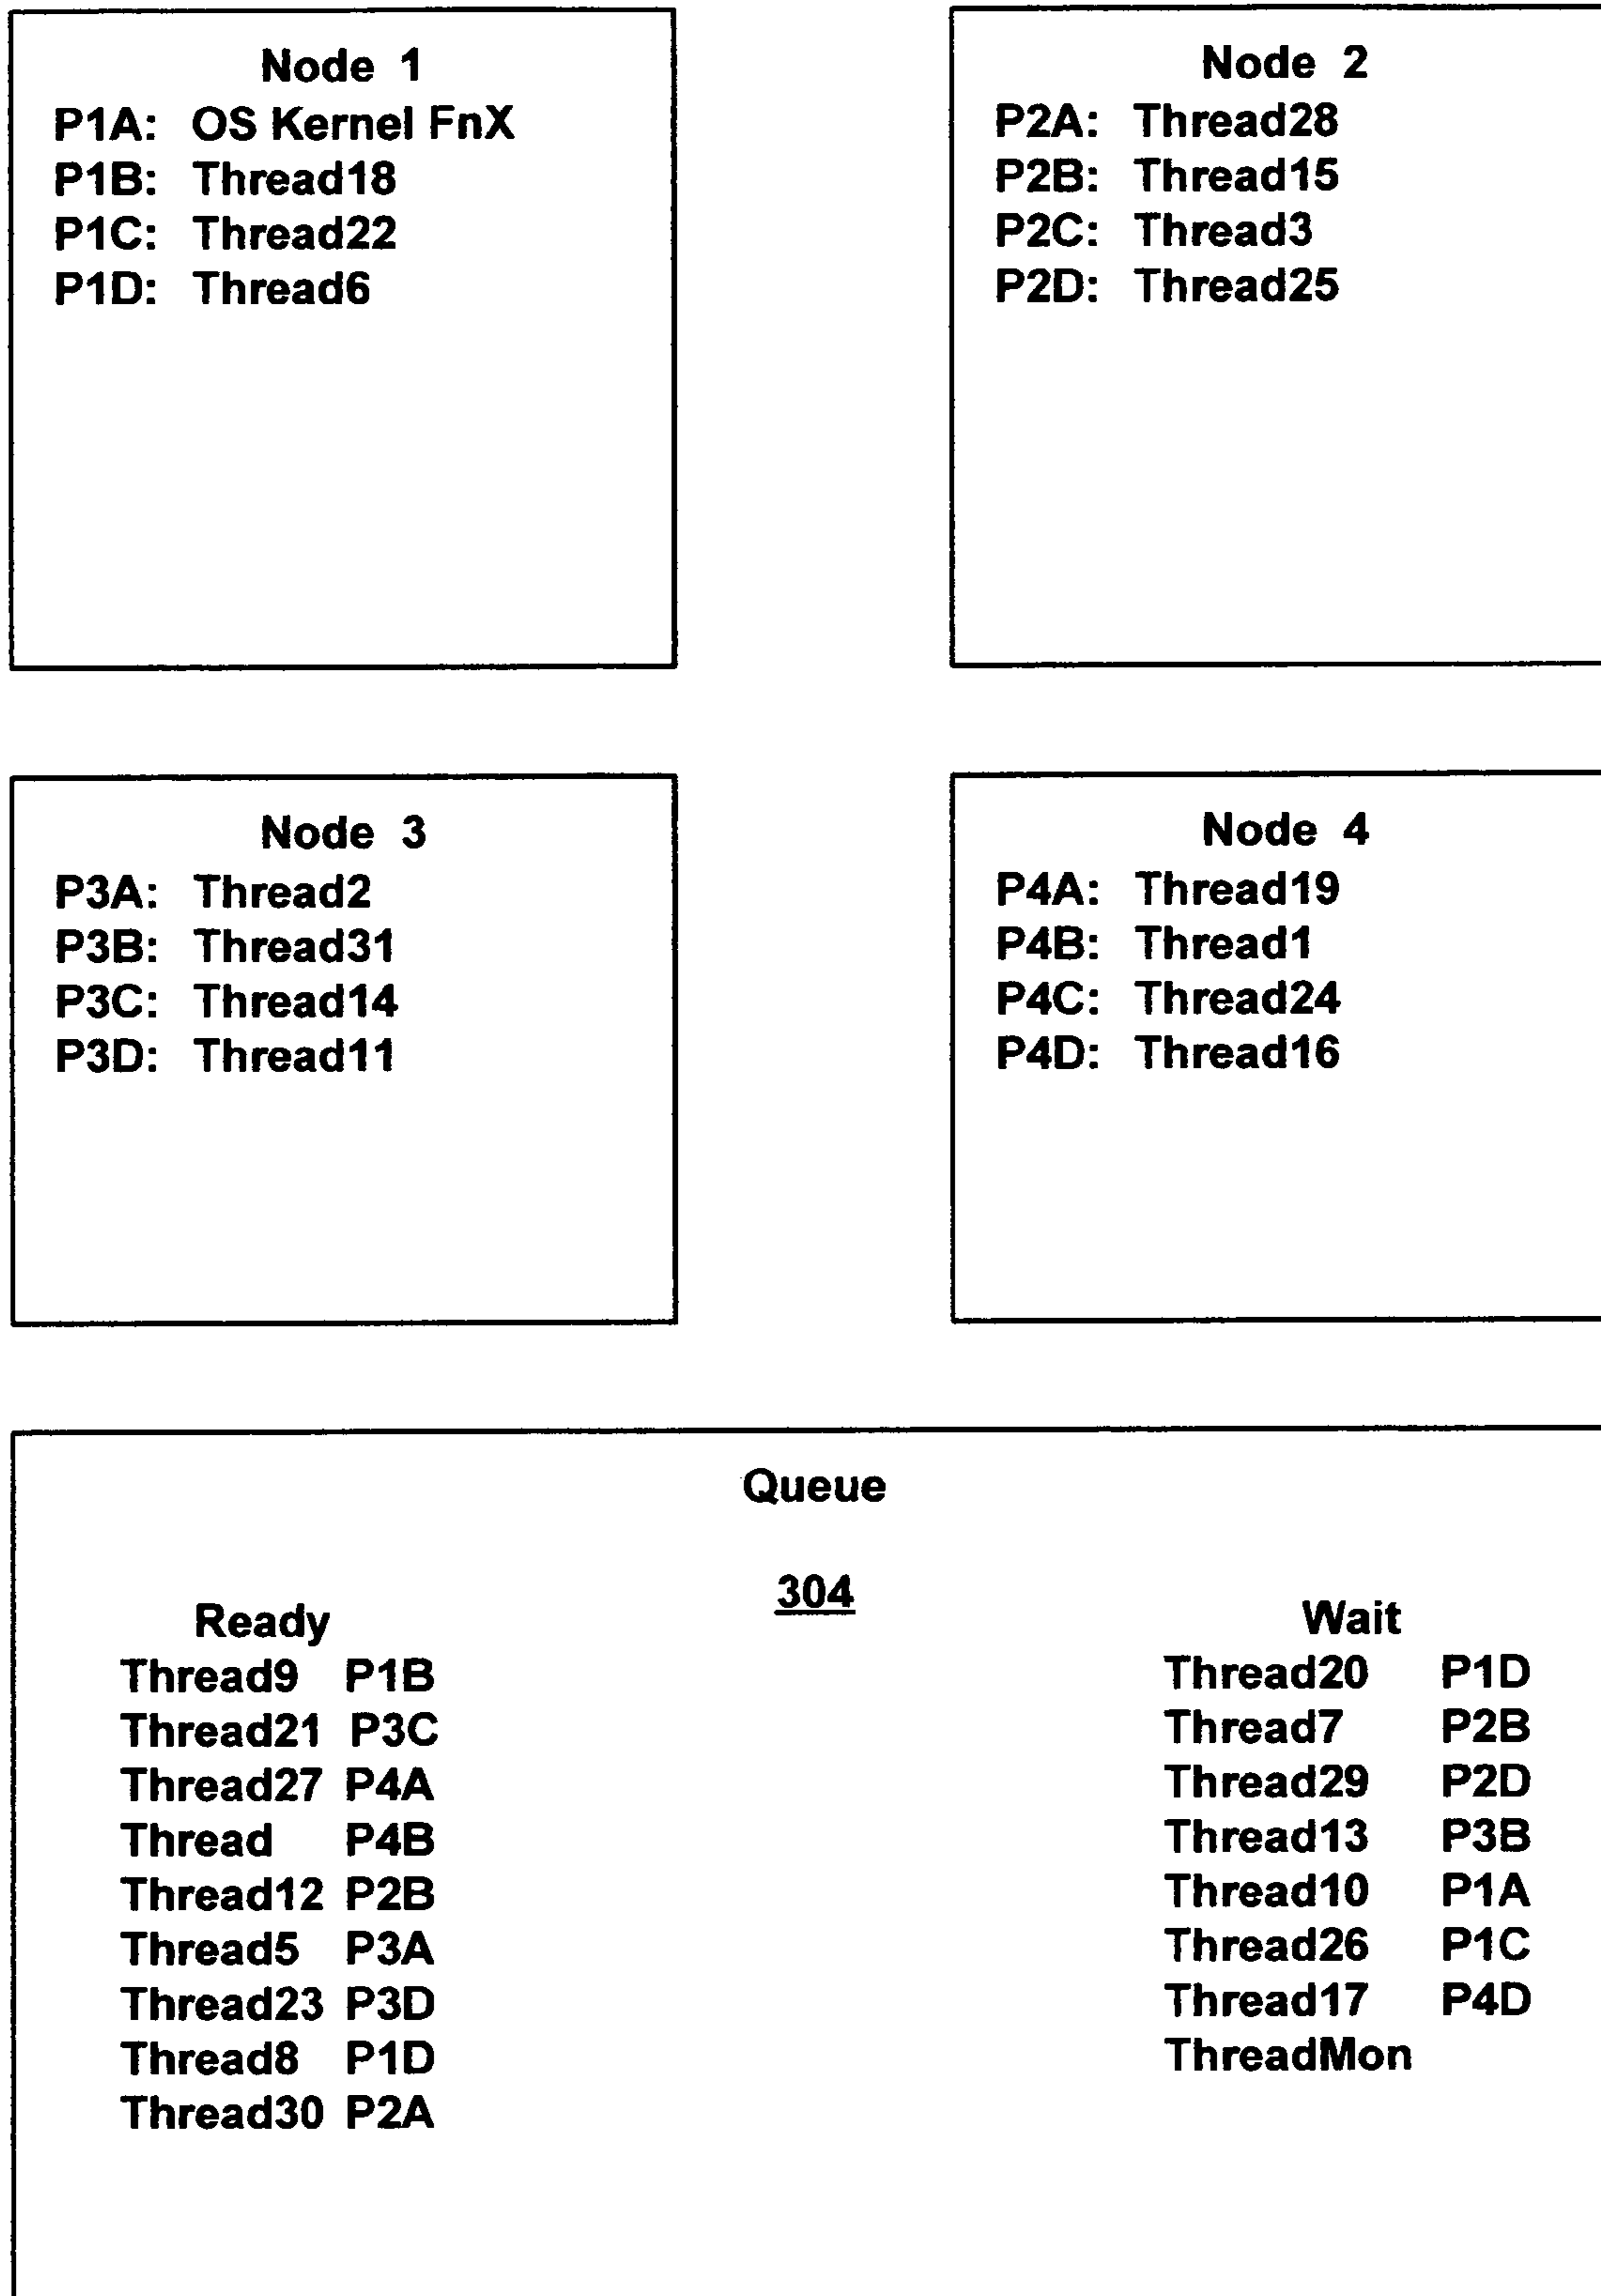 Node 1
P1A: OS Kernel FnX
P1B: Thread18
P1C: Thread22
P1D: Thread6
Node 2
P2A: Thread28
P2B: Thread15
P2C: Thread3
P2D: Thread25
Node 3
P3A: Thread2
P3B: Thread31
P3C: Thread14
P3D: Thread11
Node 4
P4A: Thread19
P4B: Thread1
P4C: Thread24
P4D: Thread16
Queue
304
Ready
Thread9 P1B
Thread21 P3C
Thread27 P4A
Thread P4B
Thread12 P2B
Thread5 P3A
Thread23 P3D
Thread8 P1D
Thread30 P2A
Wait
Thread20 P1D
Thread7 P2B
Thread29 P2D
Thread13 P3B
Thread10 P1A
Thread26 P1C
Thread17 P4D
ThreadMon